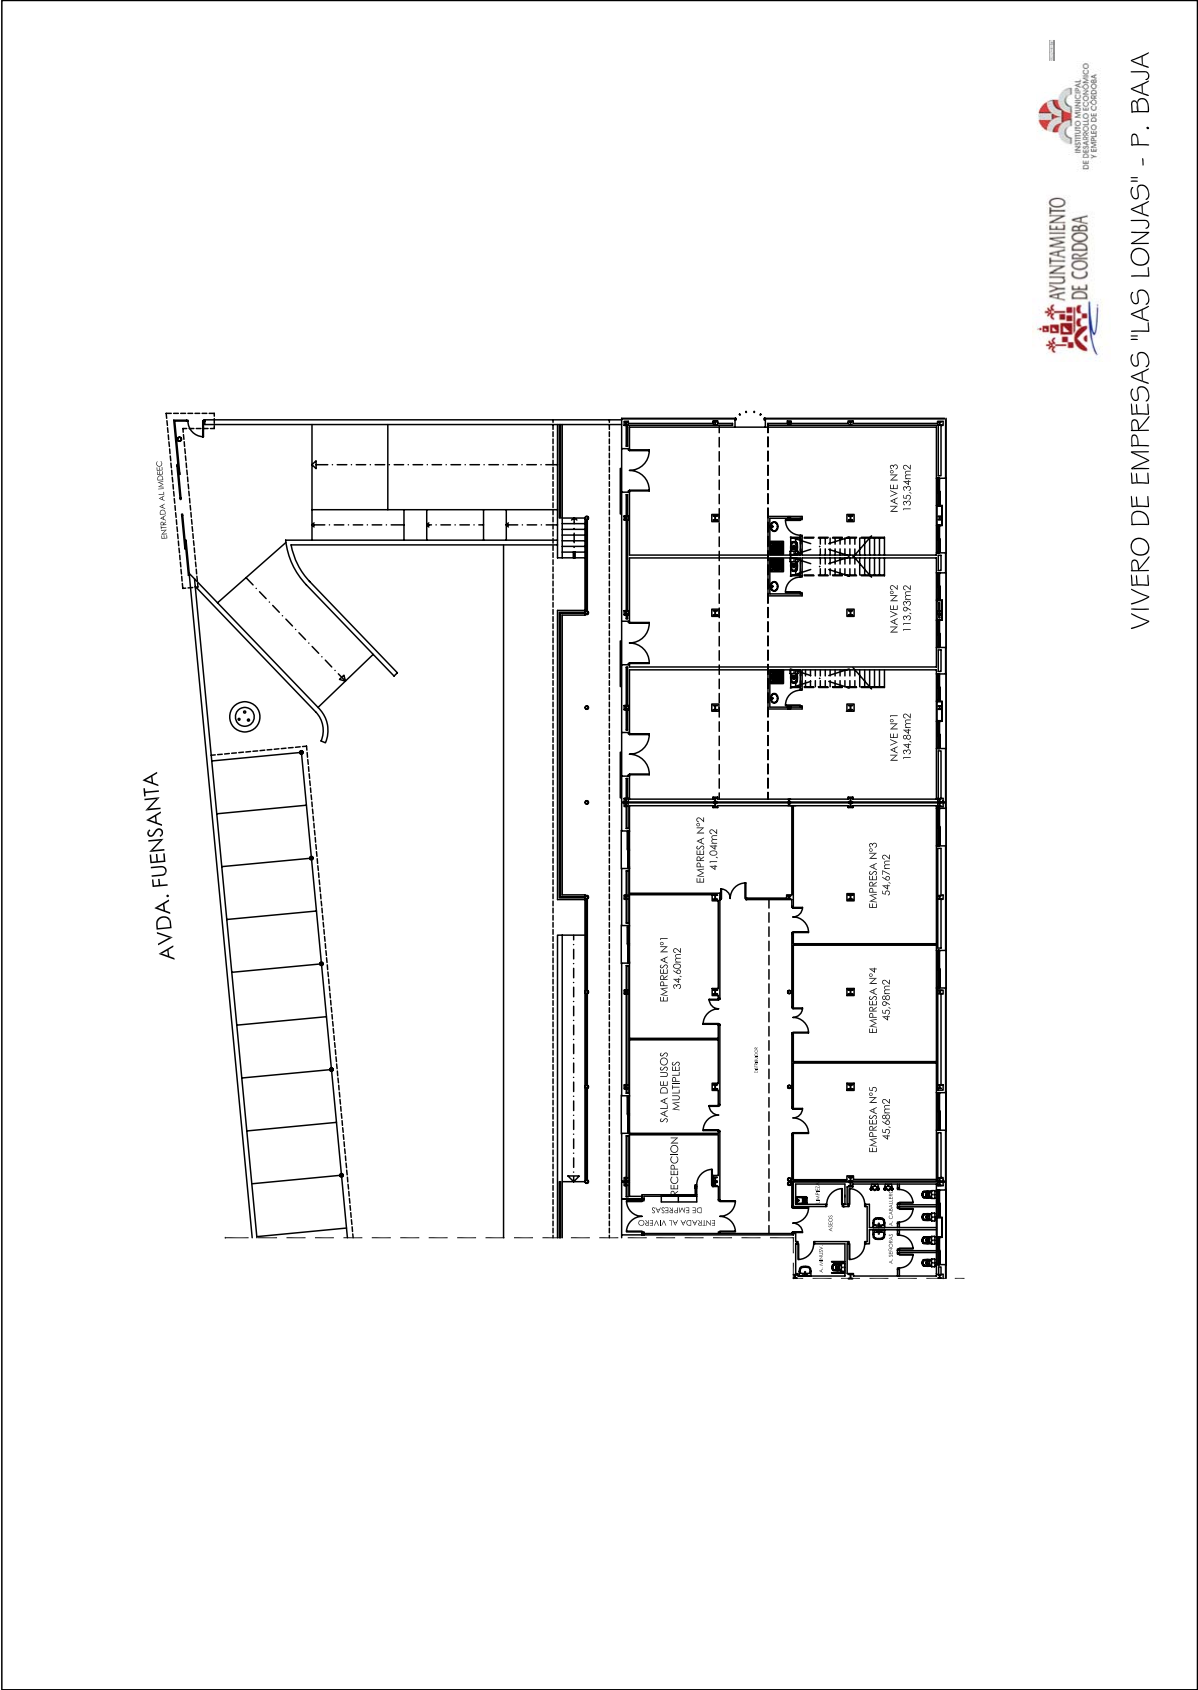 AVDA. FUENSANTA
ENTRADA AL IMDEEC
ENTRADA AL VIVERO
DE EMPRESAS
RECEPCION
SALA DE USOS
MULTIPLES
EMPRESA Nº1
34,60m2
EMPRESA Nº2
41,04m2
DISTRIBUIDOR
LIMPIEZA
ASEOS
A. MINUSV
A. SEÑORAS
A. CABALLEROS
EMPRESA Nº5
45,68m2
EMPRESA Nº4
45,98m2
EMPRESA Nº3
54,67m2
NAVE Nº1
134,84m2
NAVE Nº2
113,93m2
NAVE Nº3
135,34m2
AYUNTAMIENTO
DE CORDOBA
INSTITUTO MUNICIPAL
DE DESARROLLO ECONÓMICO
Y EMPLEO DE CÓRDOBA
VIVERO DE EMPRESAS "LAS LONJAS" - P. BAJA